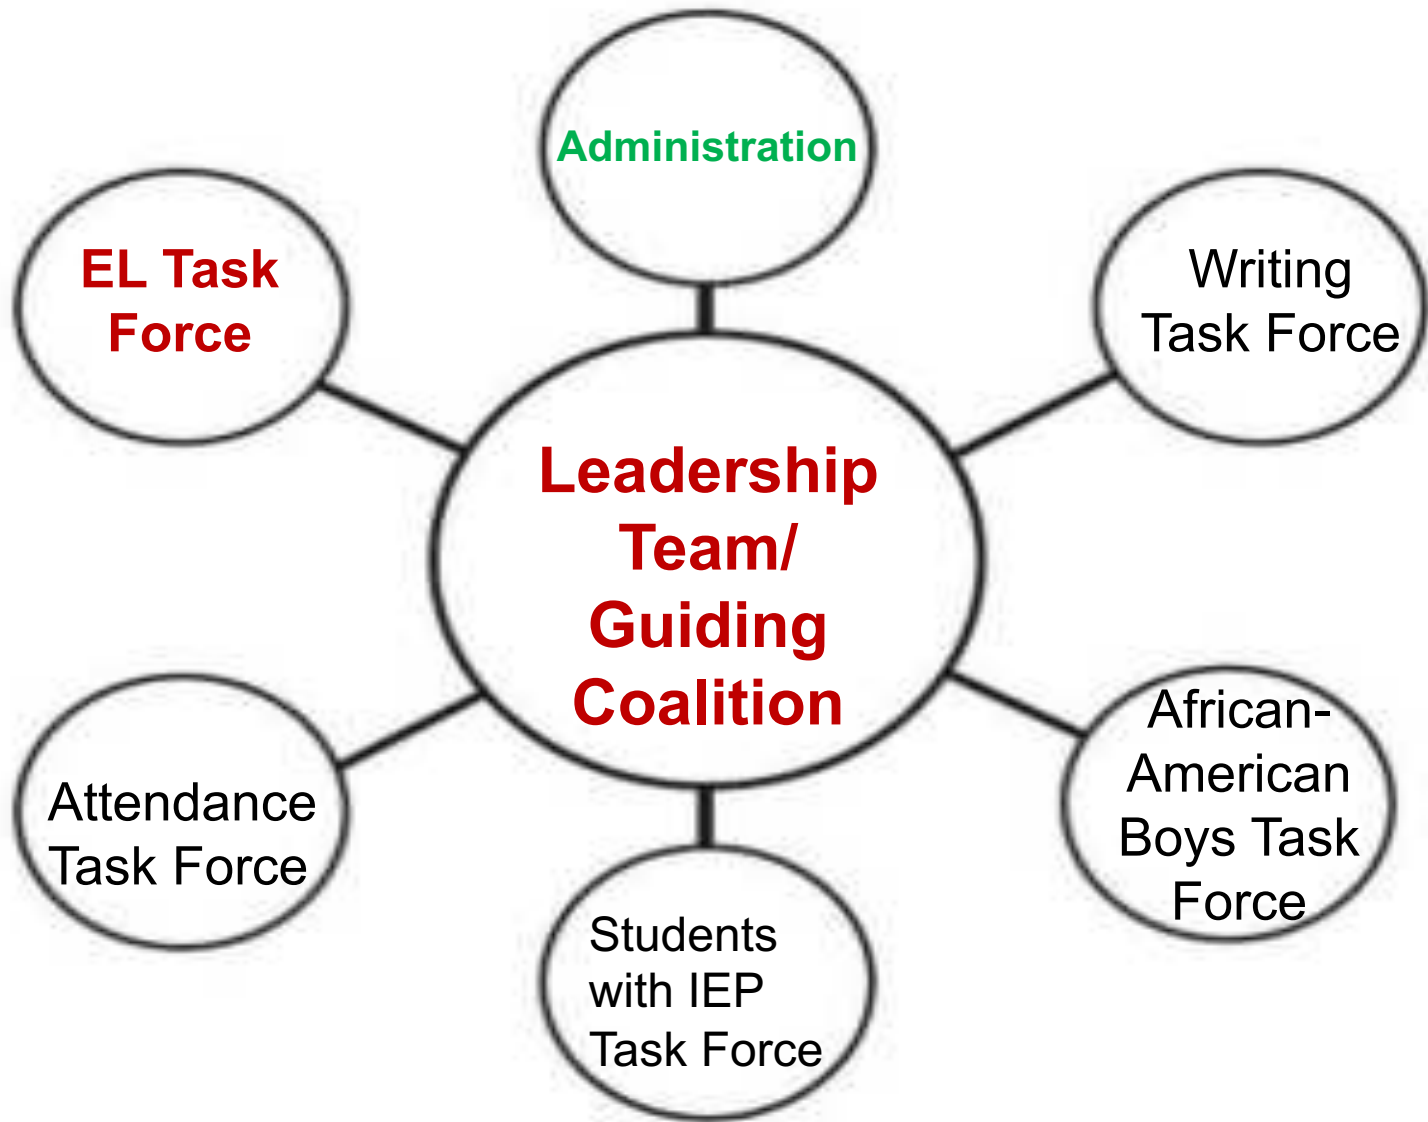 Administration
EL Task
Force
Writing
Task Force
Leadership
Team/
Guiding
Coalition
African-
American
Boys Task
Force
Attendance
Task Force
Students
with IEP
Task Force